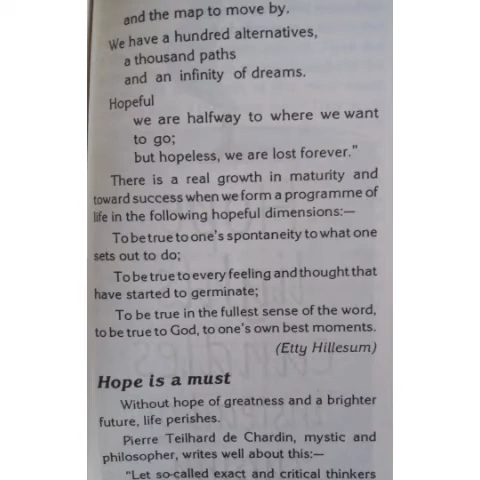 and the map to move by.
We have a hundred alternatives,
a thousand paths
and an infinity of dreams.
Hopeful
we are halfway to where we want
to go;
but hopeless, we are lost forever.”
There is a real growth in maturity and
toward success when we form a programme of
life in the following hopeful dimensions:—
To be true to one's spontaneity to what one
sets out to do;
To be true to every feeling and thought that
have started to germinate;
To be true in the fullest sense of the word,
to be true to God, to one's own best moments.
(Etty Hillesum)
Hope is a must
Without hope of greatness and a brighter
future, life perishes.
Pierre Teilhard de Chardin, mystic and
philosopher, writes well about this:—
“Let so-called exact and critical thinkers